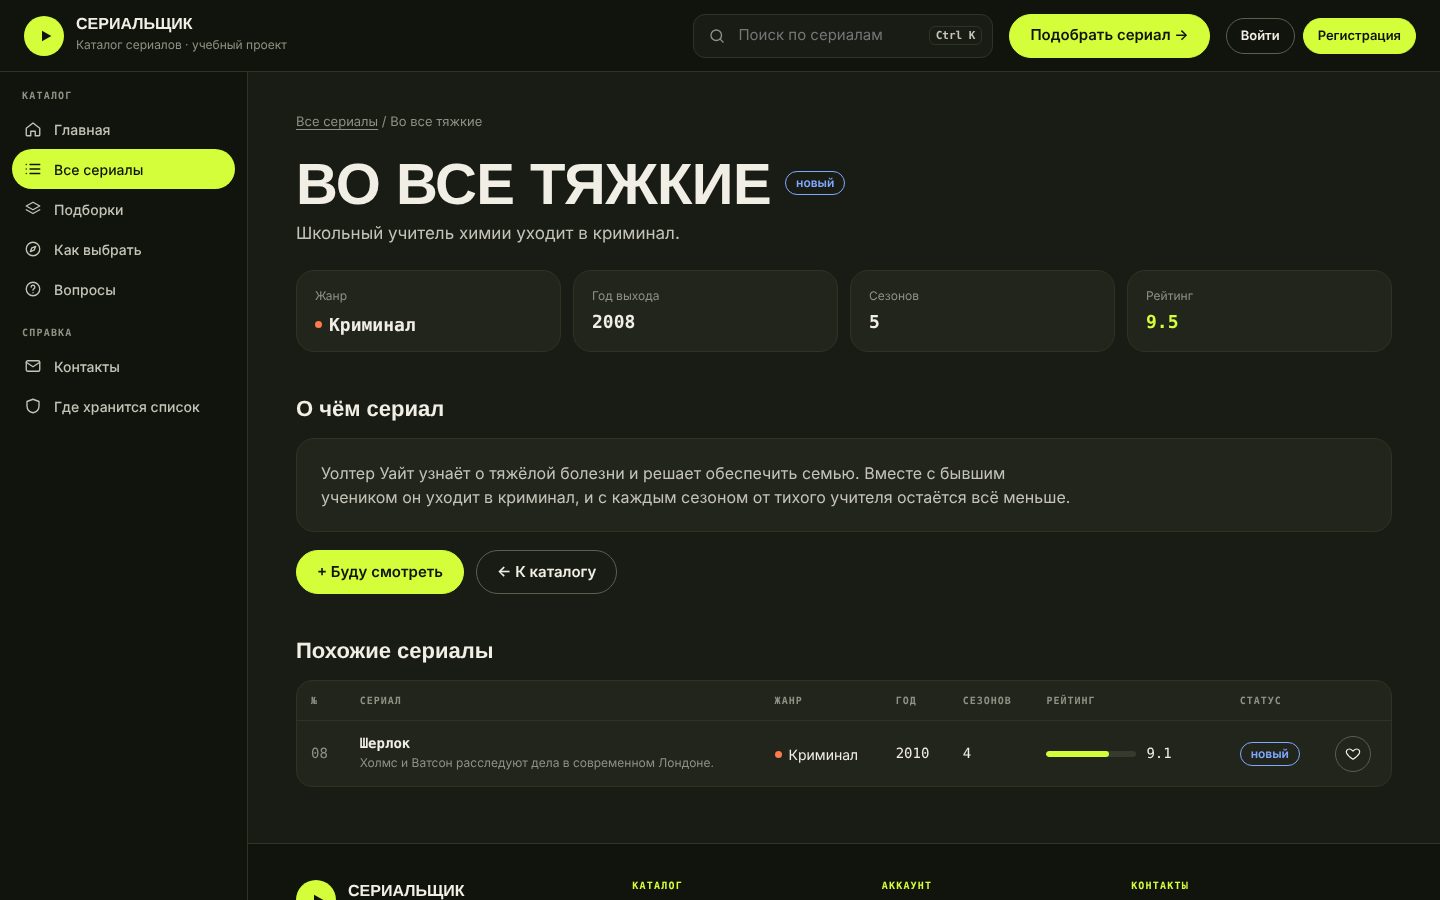 СЕРИАЛЬЩИК
Каталог сериалов · учебный проект
Поиск по сериалам
Ctrl K
Подобрать сериал →
Войти
Регистрация
КАТАЛОГ
Главная
Все сериалы
Подборки
Как выбрать
Вопросы
СПРАВКА
Контакты
Где хранится список
Все сериалы / Во все тяжкие
ВО ВСЕ ТЯЖКИЕ
новый
Школьный учитель химии уходит в криминал.
Жанр
Криминал
Год выхода
2008
Сезонов
5
Рейтинг
9.5
О чём сериал
Уолтер Уайт узнаёт о тяжёлой болезни и решает обеспечить семью. Вместе с бывшим
учеником он уходит в криминал, и с каждым сезоном от тихого учителя остаётся всё меньше.
+ Буду смотреть
← К каталогу
Похожие сериалы
№ СЕРИАЛ ЖАНР ГОД СЕЗОНОВ РЕЙТИНГ СТАТУС
08 Шерлок Криминал 2010 4 9.1 новый
Холмс и Ватсон расследуют дела в современном Лондоне.
СЕРИАЛЬЩИК
КАТАЛОГ
АККАУНТ
КОНТАКТЫ